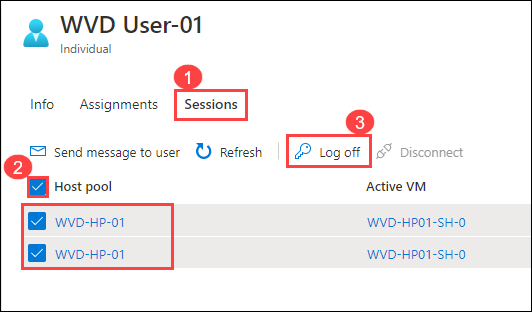 WVD User-01
Individual
1
Info Assignments Sessions
3
Send message to user Refresh Log off Disconnect
2
Host pool Active VM
WVD-HP-01 WVD-HP01-SH-0
WVD-HP-01 WVD-HP01-SH-0